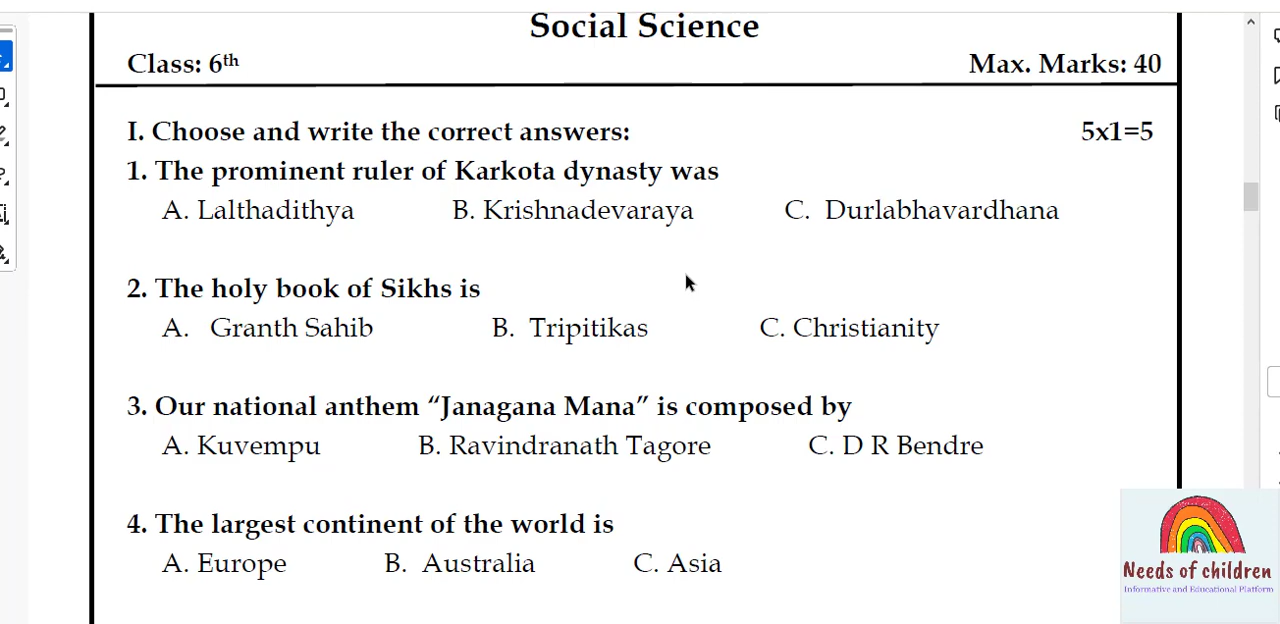 Social Science
Class: 6th Max. Marks: 40
I. Choose and write the correct answers: 5x1=5
1. The prominent ruler of Karkota dynasty was
A. Lalthadithya B. Krishnadevaraya C. Durlabhavardhana
2. The holy book of Sikhs is
A. Granth Sahib B. Tripitikas C. Christianity
3. Our national anthem “Janagana Mana” is composed by
A. Kuvempu B. Ravindranath Tagore C. D R Bendre
4. The largest continent of the world is
A. Europe B. Australia C. Asia
Needs of children
Informative and Educational Platform